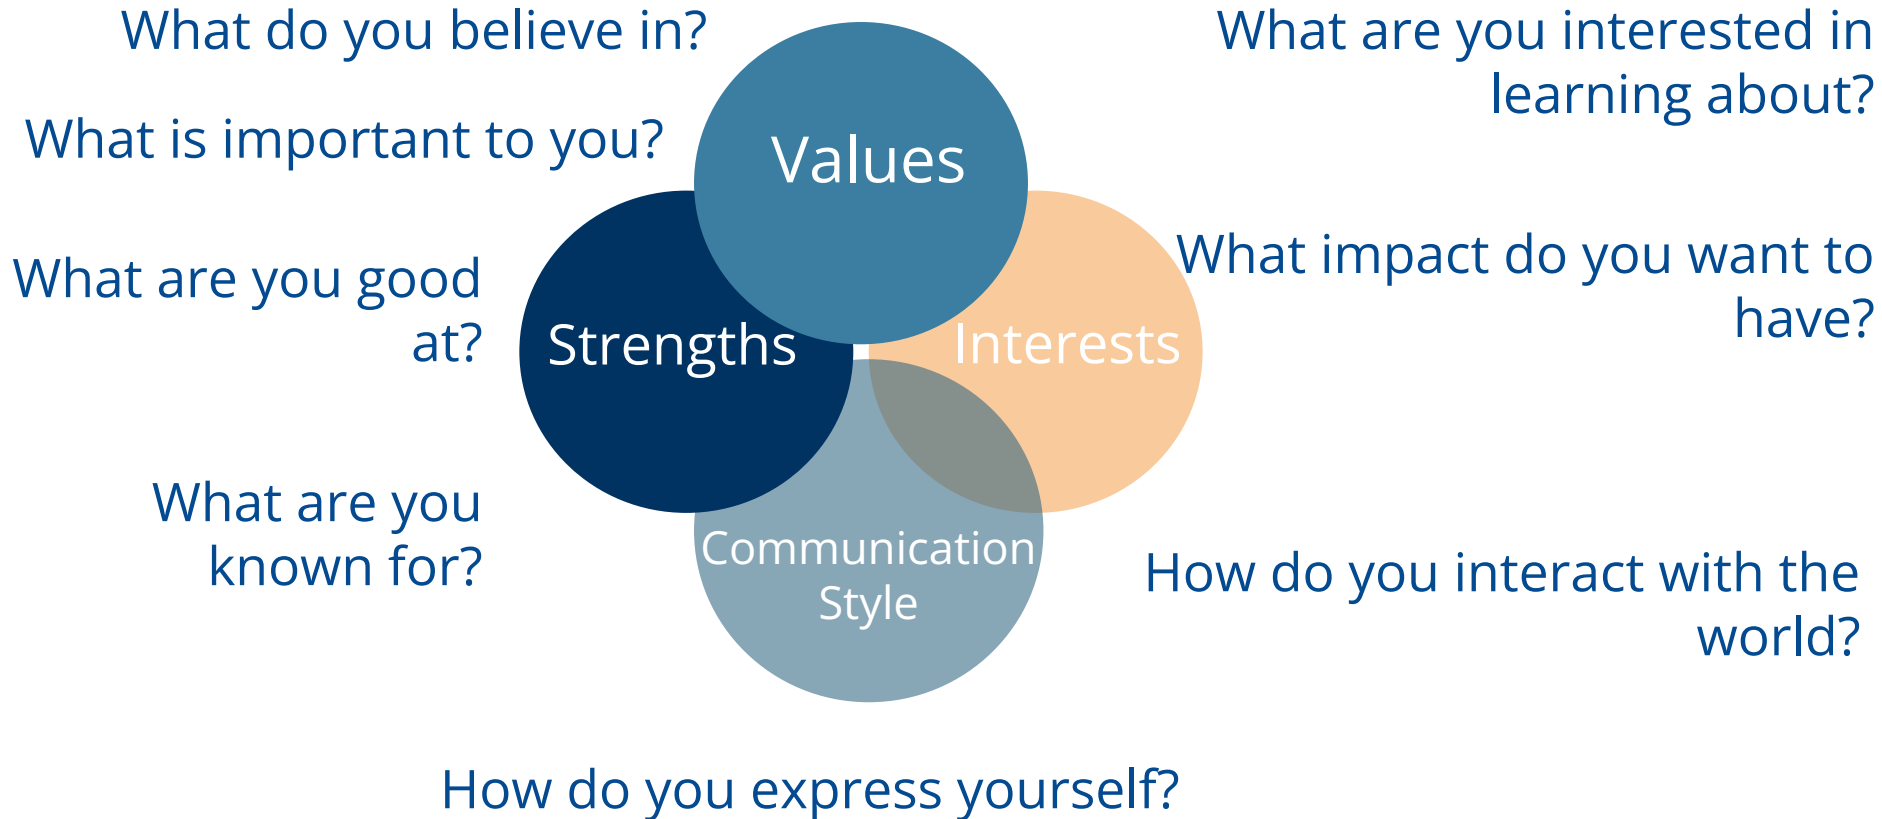 What do you believe in?
What is important to you?
What are you good
at?
What are you
known for?
Values
Strengths
Interests
Communication
Style
What are you interested in
learning about?
What impact do you want to
have?
How do you interact with the
world?
How do you express yourself?